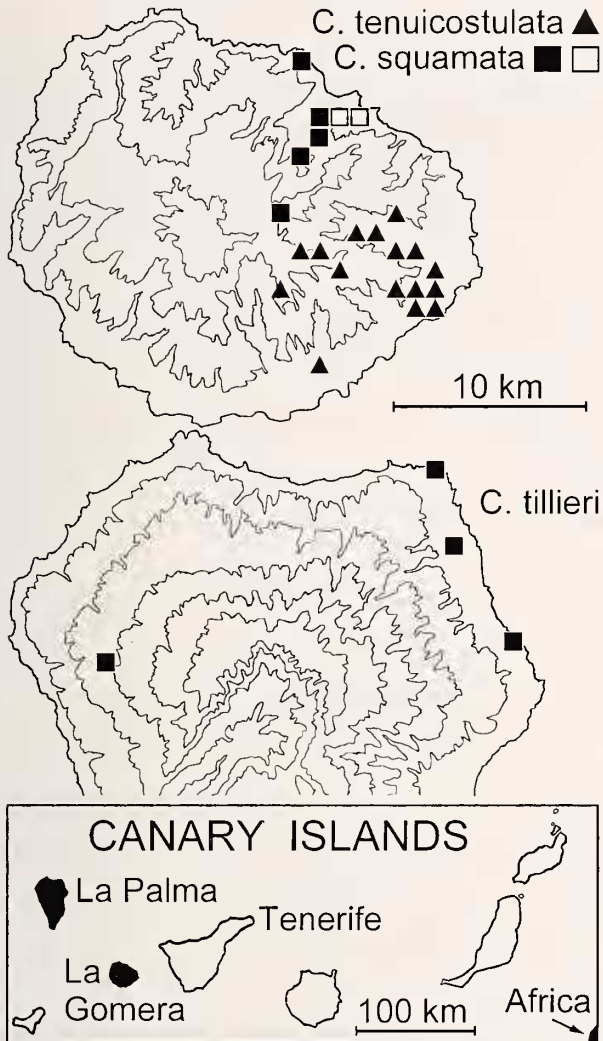 C. tenuicostulata
C. squamata
10 km
C. tillieri
CANARY ISLANDS
La Palma
Tenerife
La
Gomera
100 km
Africa